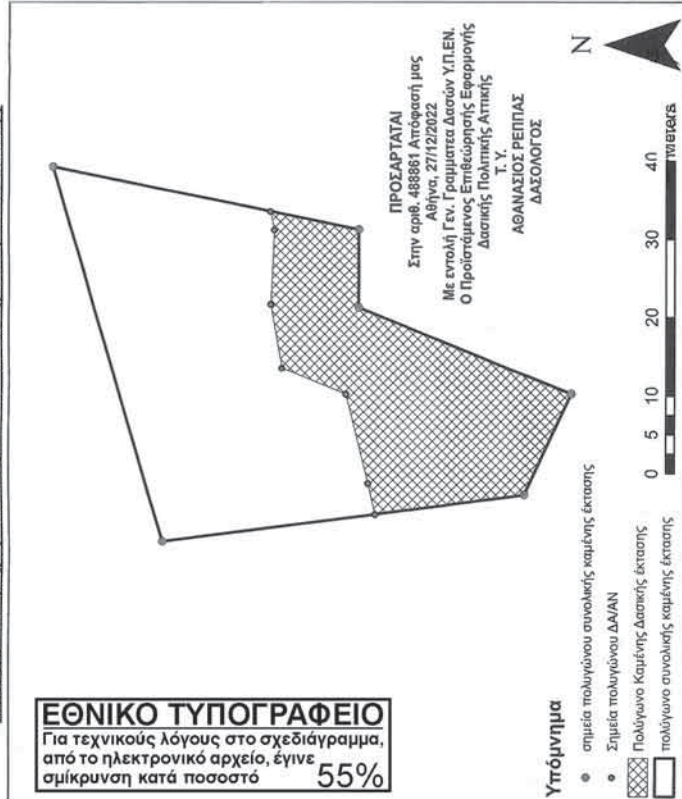 ΠΡΟΣΑΡΤΑΤΑΙ
Στην αριθ. 488861 Απόφασή μας
Αθήνα, 27/12/2022
Με εντολή Γεν. Γραμματεα Δασών Υ.Π.ΕΝ.
Ο Προϊστάμενος Επιθεώρησής Εφαρμογής
Δασικής Πολιτικής Αττικής
Τ. Υ.
ΑΘΑΝΑΣΙΟΣ ΡΕΠΠΑΣ
ΔΑΣΟΛΟΓΟΣ
N
ΕΘΝΙΚΟ ΤΥΠΟΓΡΑΦΕΙΟ
Για τεχνικούς λόγους στο σχεδιάγραμμα,
από το ηλεκτρονικό αρχείο, έγινε
σμίκρυνση κατά ποσοστό 55%
Υπόμνημα
σημεία πολυγώνου συνολικής καμένης έκτασης
Σημεία πολυγώνου ΔΑ/ΑΝ
Πολύγωνο Καμένης Δασικής έκτασης
πολύγωνο συνολικής καμένης έκτασης
0 5 10 20 30 40
Meters